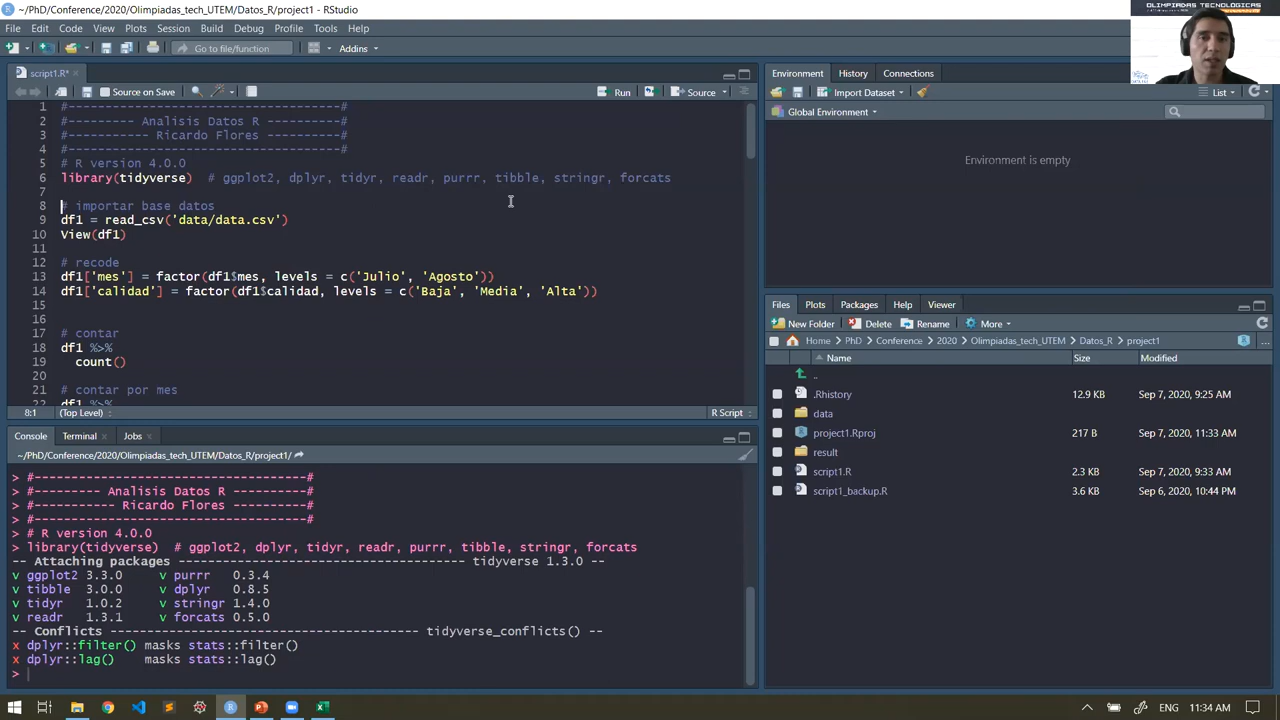 ~/PhD/Conference/2020/Olimpiadas_tech_UTEM/Datos_R/project1 - RStudio
OLIMPIADAS TECNOLOGICAS
File Edit Code View Plots Session Build Debug Profile Tools Help
Go to file/function Addins
script1.R* ×
Source on Save Run Source
1 #--------------------------------------#
2 #--------- Analisis Datos R ----------#
3 #---------- Ricardo Flores -----------#
4 #--------------------------------------#
5 # R version 4.0.0
6 library(tidyverse) # ggplot2, dplyr, tidyr, readr, purrr, tibble, stringr, forcats
7
8 # importar base datos
9 df1 = read_csv('data/data.csv')
10 View(df1)
11
12 # recode
13 df1['mes'] = factor(df1$mes, levels = c('Julio', 'Agosto'))
14 df1['calidad'] = factor(df1$calidad, levels = c('Baja', 'Media', 'Alta'))
15
16
17 # contar
18 df1 %>%
19 count()
20
21 # contar por mes
22 df1 %>%
8:1 (Top Level) R Script
Console Terminal × Jobs ×
~/PhD/Conference/2020/Olimpiadas_tech_UTEM/Datos_R/project1/
> #--------------------------------------#
> #--------- Analisis Datos R ----------#
> #---------- Ricardo Flores -----------#
> #--------------------------------------#
> # R version 4.0.0
> library(tidyverse) # ggplot2, dplyr, tidyr, readr, purrr, tibble, stringr, forcats
-- Attaching packages ------------------------------------ tidyverse 1.3.0 --
v ggplot2 3.3.0 v purrr 0.3.4
v tibble 3.0.0 v dplyr 0.8.5
v tidyr 1.0.2 v stringr 1.4.0
v readr 1.3.1 v forcats 0.5.0
-- Conflicts --------------------------------------- tidyverse_conflicts() --
x dplyr::filter() masks stats::filter()
x dplyr::lag() masks stats::lag()
>
Environment History Connections
Import Dataset List
Global Environment
Environment is empty
Files Plots Packages Help Viewer
New Folder Delete Rename More
Home PhD Conference 2020 Olimpiadas_tech_UTEM Datos_R project1 ...
Name Size Modified
..
.Rhistory 12.9 KB Sep 7, 2020, 9:25 AM
data
project1.Rproj 217 B Sep 7, 2020, 11:33 AM
result
script1.R 2.3 KB Sep 7, 2020, 9:33 AM
script1_backup.R 3.6 KB Sep 6, 2020, 10:44 PM
ENG 11:34 AM